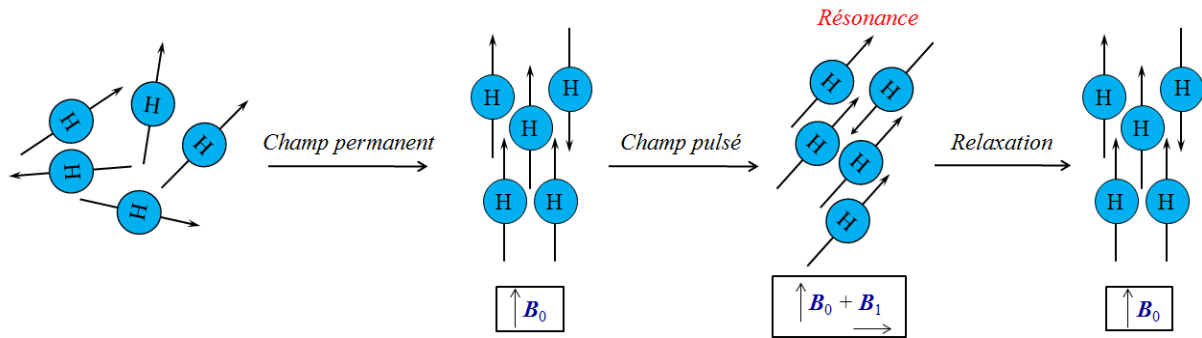 Résonance
H H H H H
Champ permanent
H H H H H
Champ pulsé
H H H H H
Relaxation
H H H H H
B₀
B₀ + B₁
B₀